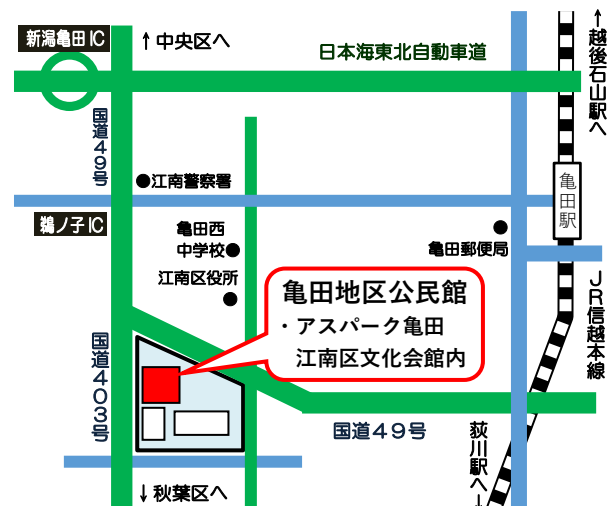 新潟亀田IC
↑中央区へ
日本海東北自動車道
↑越後石山駅へ
国道49号
●江南警察署
亀田駅
鵜ノ子IC
亀田西
中学校●
亀田郵便局
江南区役所
亀田地区公民館
・アスパーク亀田
江南区文化会館内
JR信越本線
国道403号
国道49号
荻川駅へ↓
↓秋葉区へ